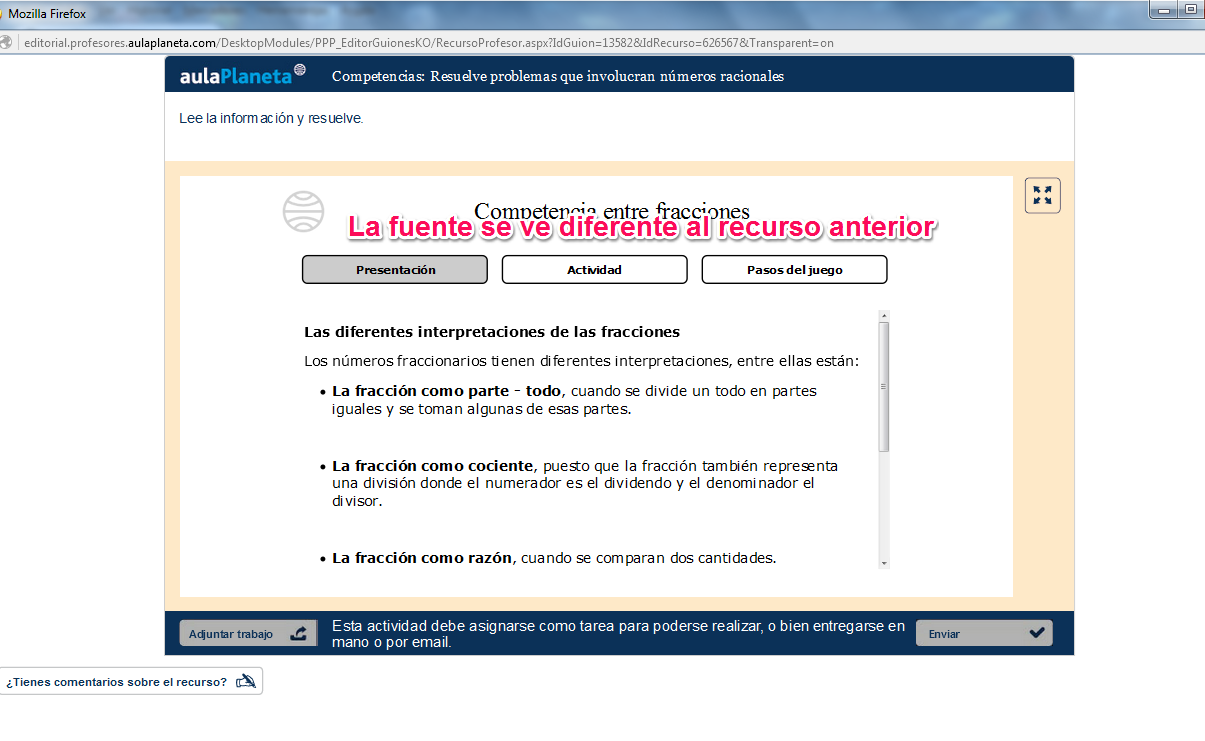 Mozilla Firefox
editorial.profesores.aulaplaneta.com/DesktopModules/PPP_EditorGuionesKO/RecursoProfesor.aspx?IdGuion=13582&IdRecurso=626567&Transparent=on
aulaPlaneta Competencias: Resuelve problemas que involucran números racionales
Lee la información y resuelve.
Competencia entre fracciones
La fuente se ve diferente al recurso anterior
Presentación Actividad Pasos del juego
Las diferentes interpretaciones de las fracciones
Los números fraccionarios tienen diferentes interpretaciones, entre ellas están:
• La fracción como parte - todo, cuando se divide un todo en partes
iguales y se toman algunas de esas partes.
• La fracción como cociente, puesto que la fracción también representa
una división donde el numerador es el dividendo y el denominador el
divisor.
• La fracción como razón, cuando se comparan dos cantidades.
Adjuntar trabajo
Esta actividad debe asignarse como tarea para poderse realizar, o bien entregarse en
mano o por email.
Enviar
¿Tienes comentarios sobre el recurso?